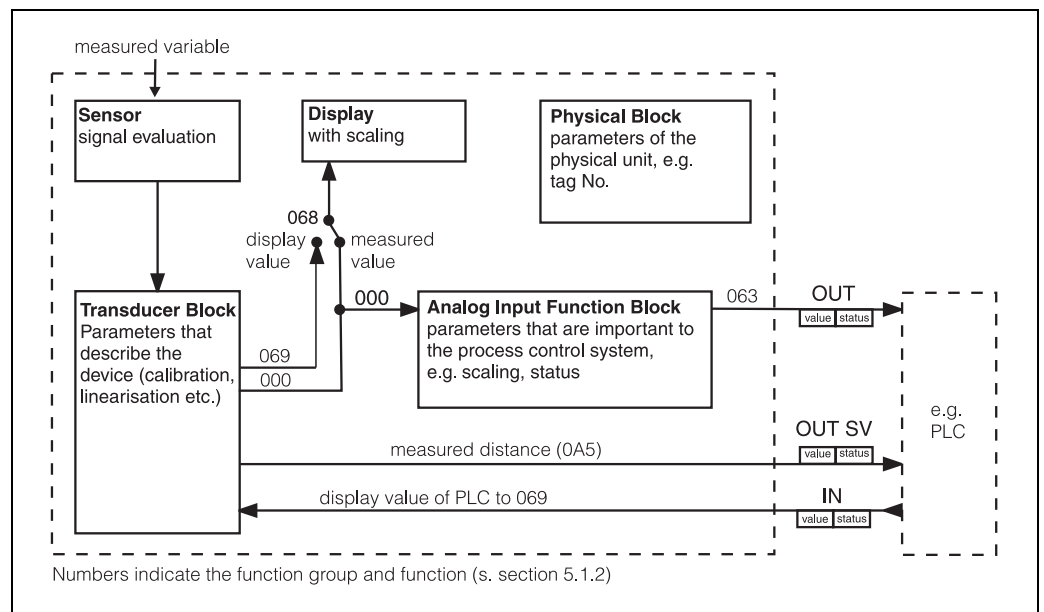 measured variable
Sensor
signal evaluation
Display
with scaling
Physical Block
parameters of the
physical unit, e.g.
tag No.
068
display
value
measured
value
000
Transducer Block
Parameters that
describe the
device (calibration,
linearisation etc.)
069
000
Analog Input Function Block
parameters that are important to
the process control system,
e.g. scaling, status
063
OUT
value status
e.g.
PLC
measured distance (0A5)
OUT SV
value status
display value of PLC to 069
IN
value status
Numbers indicate the function group and function (s. section 5.1.2)